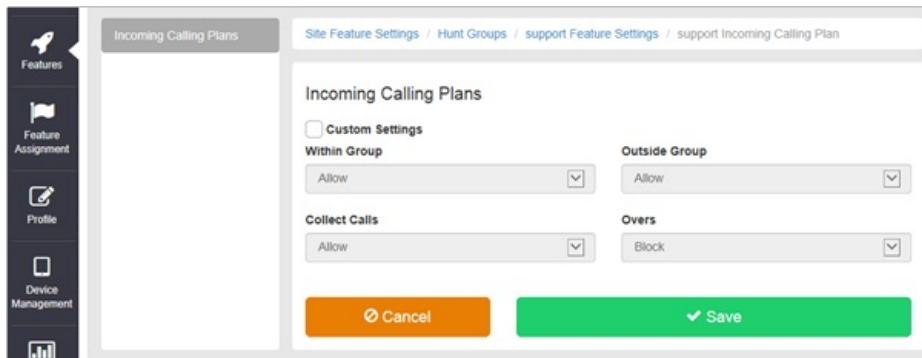 Features
Feature
Assignment
Profile
Device
Management
Incoming Calling Plans
Site Feature Settings / Hunt Groups / support Feature Settings / support Incoming Calling Plan
Incoming Calling Plans
Custom Settings
Within Group
Outside Group
Allow
Allow
Collect Calls
Overs
Allow
Block
Cancel
Save